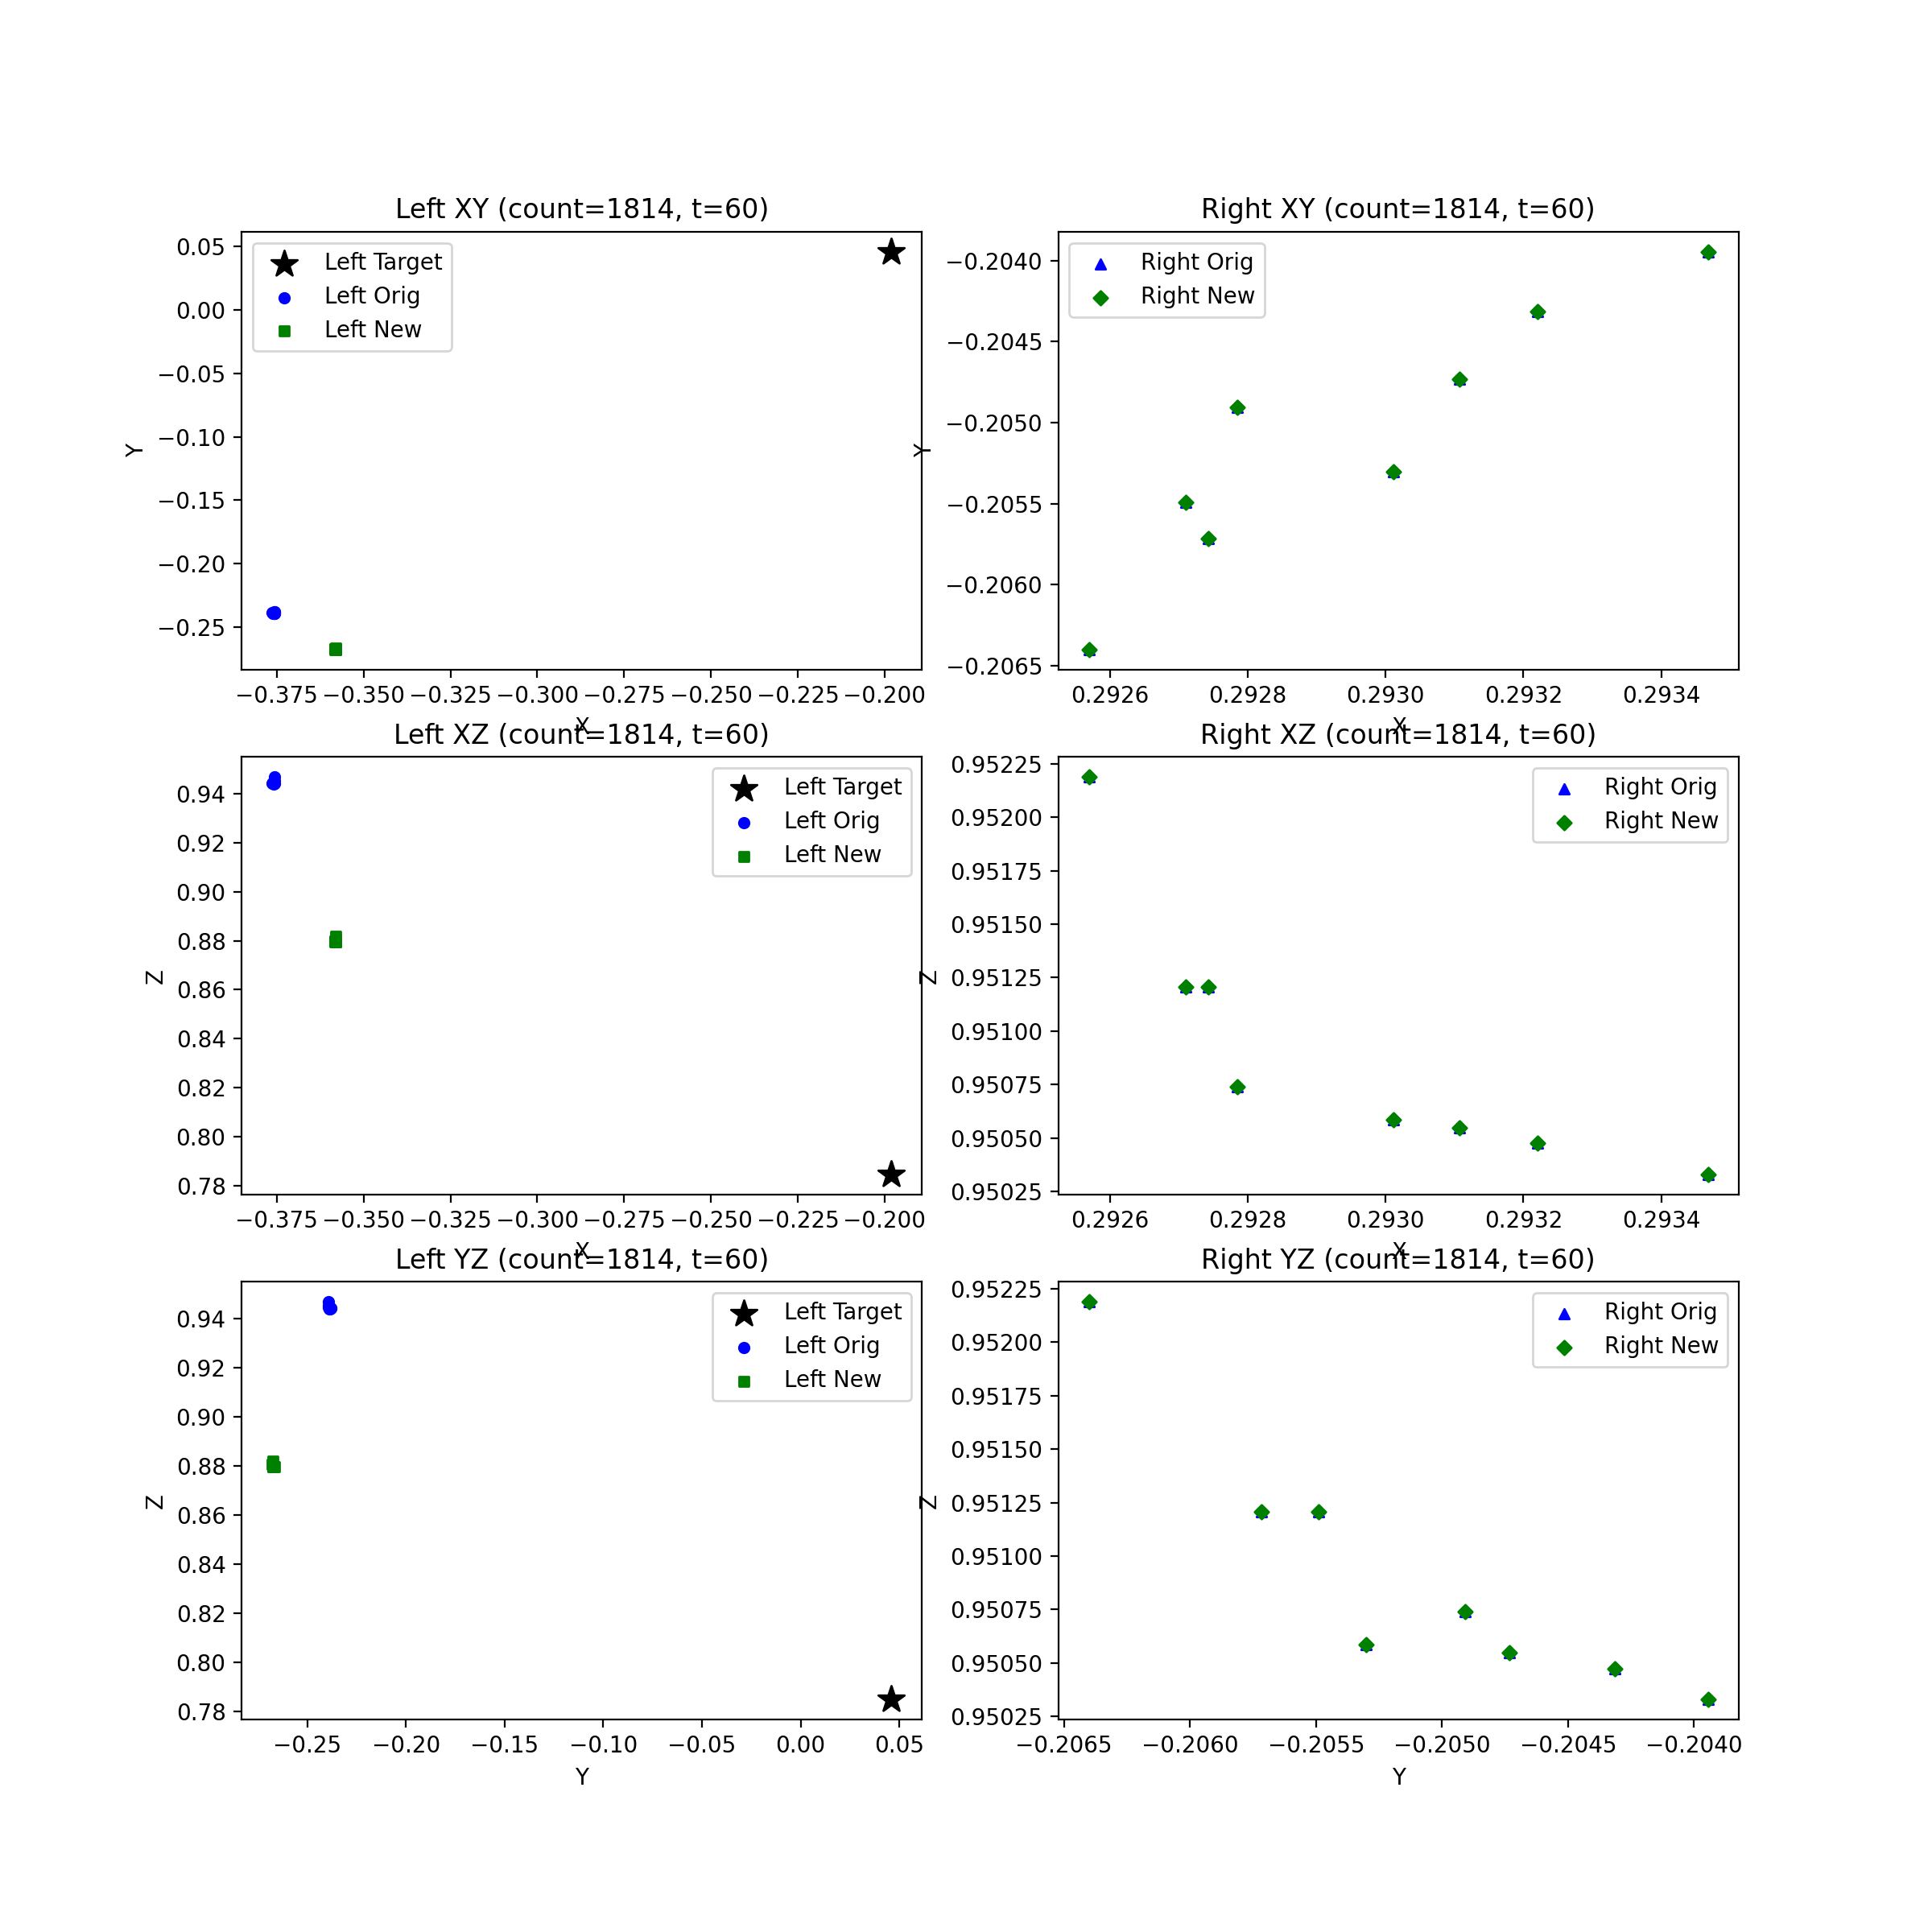 Left XY (count=1814, t=60)
0.05
0.00
−0.05
−0.10
−0.15
−0.20
−0.25
Y
Left Target
Left Orig
Left New
−0.375 −0.350 −0.325 −0.300 −0.275 −0.250 −0.225 −0.200
X
Right XY (count=1814, t=60)
−0.2040
−0.2045
−0.2050
−0.2055
−0.2060
−0.2065
Y
Right Orig
Right New
0.2926 0.2928 0.2930 0.2932 0.2934
X
Left XZ (count=1814, t=60)
0.94
0.92
0.90
0.88
0.86
0.84
0.82
0.80
0.78
Z
Left Target
Left Orig
Left New
−0.375 −0.350 −0.325 −0.300 −0.275 −0.250 −0.225 −0.200
X
Right XZ (count=1814, t=60)
0.95225
0.95200
0.95175
0.95150
0.95125
0.95100
0.95075
0.95050
0.95025
Z
Right Orig
Right New
0.2926 0.2928 0.2930 0.2932 0.2934
X
Left YZ (count=1814, t=60)
0.94
0.92
0.90
0.88
0.86
0.84
0.82
0.80
0.78
Z
Left Target
Left Orig
Left New
−0.25 −0.20 −0.15 −0.10 −0.05 0.00 0.05
Y
Right YZ (count=1814, t=60)
0.95225
0.95200
0.95175
0.95150
0.95125
0.95100
0.95075
0.95050
0.95025
Z
Right Orig
Right New
−0.2065 −0.2060 −0.2055 −0.2050 −0.2045 −0.2040
Y